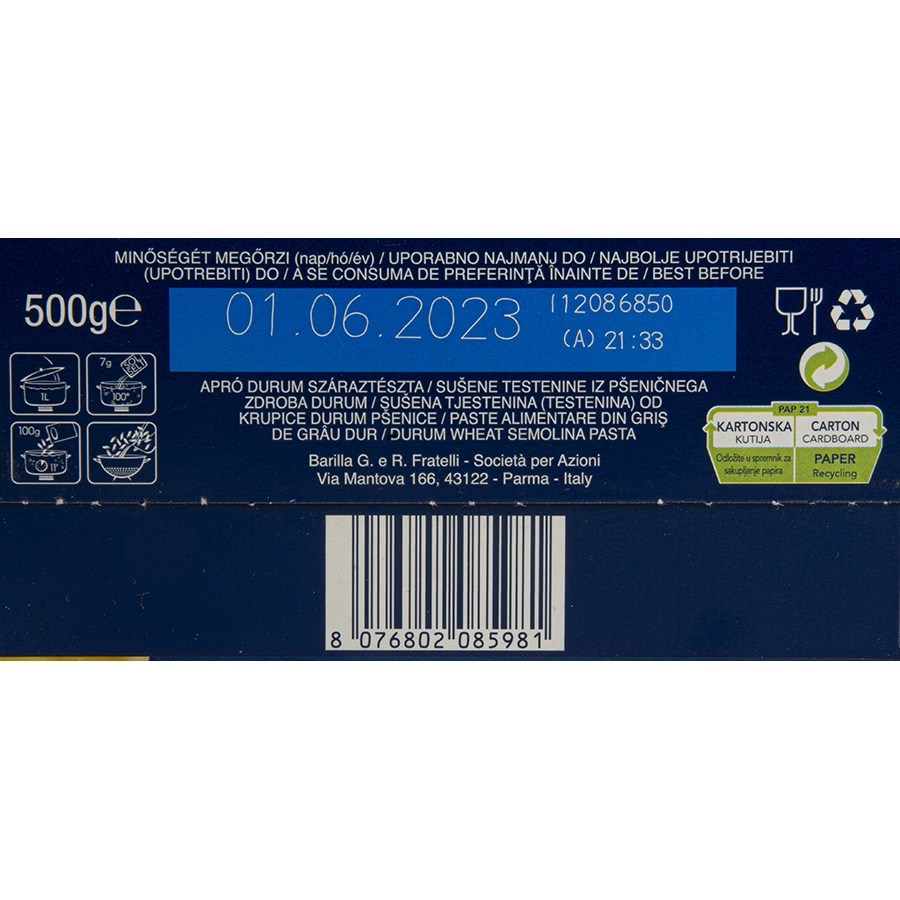 MINŐSÉGÉT MEGŐRZI (nap/hó/év) / UPORABNO NAJMANJ DO / NAJBOLJE UPOTRIJEBITI
(UPOTREBITI) DO / A SE CONSUMA DE PREFERINŢĂ ÎNAINTE DE / BEST BEFORE
500g℮
01.06.2023
112086850
(A) 21:33
1L
7g
SALT
100°
100g
11'
APRÓ DURUM SZÁRAZTÉSZTA / SUŠENE TESTENINE IZ PŠENIČNEGA
ZDROBA DURUM / SUŠENA TJESTENINA (TESTENINA) OD
KRUPICE DURUM PŠENICE / PASTE ALIMENTARE DIN GRIŞ
DE GRÂU DUR / DURUM WHEAT SEMOLINA PASTA
Barilla G. e R. Fratelli - Società per Azioni
Via Mantova 166, 43122 - Parma - Italy
PAP 21
KARTONSKA
KUTIJA
Odložite u spremnik za
sakupljanje papira
CARTON
CARDBOARD
PAPER
Recycling
8 076802 085981